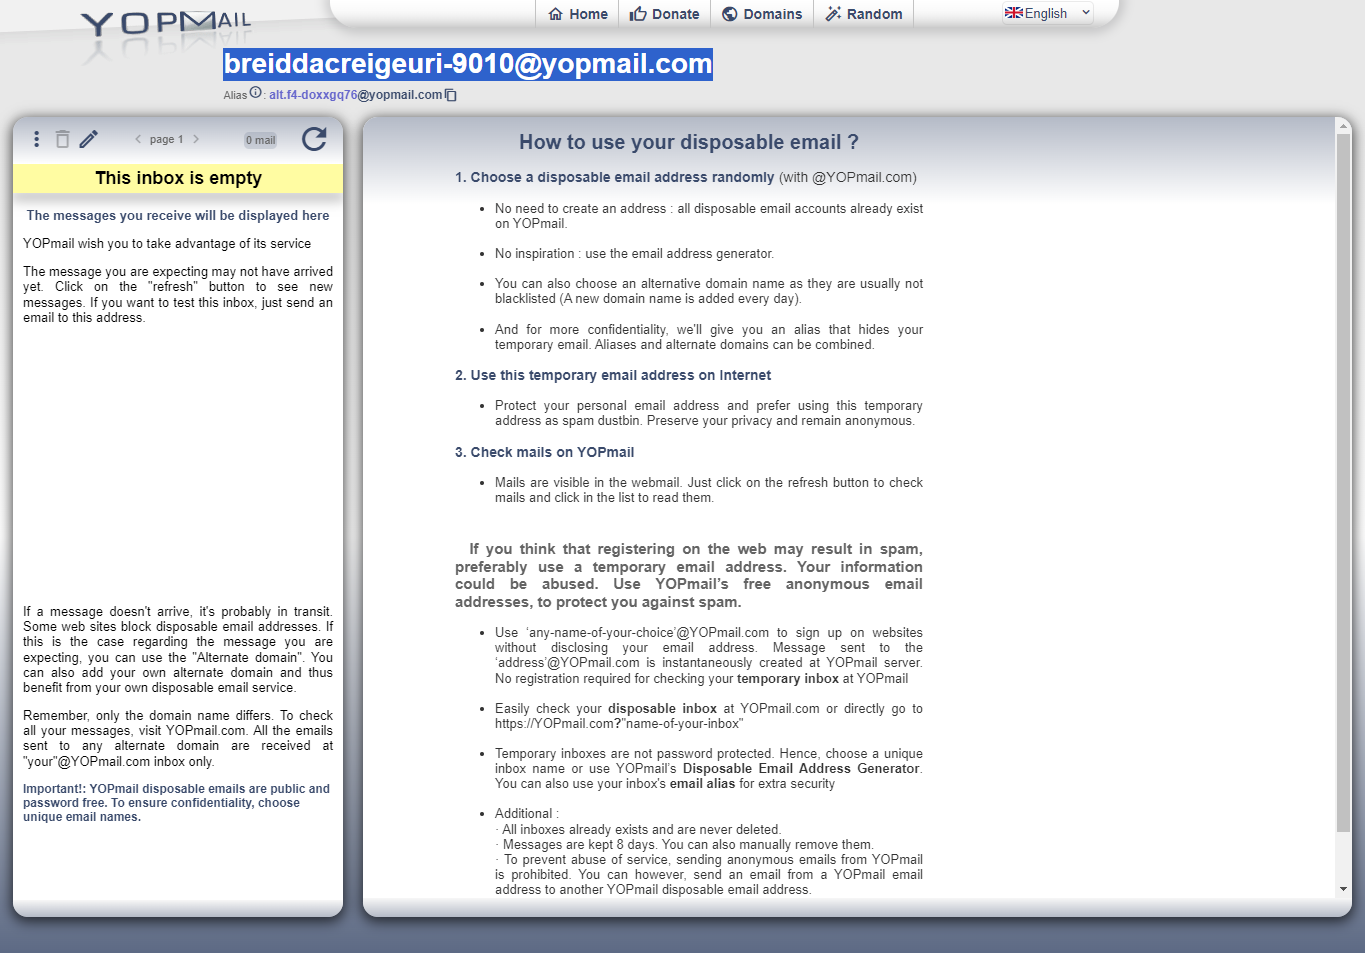 YOPMAIL
Home Donate Domains Random English
breiddacreigeuri-9010@yopmail.com
Alias : alt.f4-doxxgq76@yopmail.com
page 1 0 mail
This inbox is empty
The messages you receive will be displayed here
YOPmail wish you to take advantage of its service
The message you are expecting may not have arrived
yet. Click on the "refresh" button to see new
messages. If you want to test this inbox, just send an
email to this address.
If a message doesn't arrive, it's probably in transit.
Some web sites block disposable email addresses. If
this is the case regarding the message you are
expecting, you can use the "Alternate domain". You
can also add your own alternate domain and thus
benefit from your own disposable email service.
Remember, only the domain name differs. To check
all your messages, visit YOPmail.com. All the emails
sent to any alternate domain are received at
"your"@YOPmail.com inbox only.
Important!: YOPmail disposable emails are public and
password free. To ensure confidentiality, choose
unique email names.
How to use your disposable email ?
1. Choose a disposable email address randomly (with @YOPmail.com)
• No need to create an address : all disposable email accounts already exist
on YOPmail.
• No inspiration : use the email address generator.
• You can also choose an alternative domain name as they are usually not
blacklisted (A new domain name is added every day).
• And for more confidentiality, we'll give you an alias that hides your
temporary email. Aliases and alternate domains can be combined.
2. Use this temporary email address on Internet
• Protect your personal email address and prefer using this temporary
address as spam dustbin. Preserve your privacy and remain anonymous.
3. Check mails on YOPmail
• Mails are visible in the webmail. Just click on the refresh button to check
mails and click in the list to read them.
If you think that registering on the web may result in spam,
preferably use a temporary email address. Your information
could be abused. Use YOPmail's free anonymous email
addresses, to protect you against spam.
• Use 'any-name-of-your-choice'@YOPmail.com to sign up on websites
without disclosing your email address. Message sent to the
'address'@YOPmail.com is instantaneously created at YOPmail server.
No registration required for checking your temporary inbox at YOPmail
• Easily check your disposable inbox at YOPmail.com or directly go to
https://YOPmail.com?"name-of-your-inbox"
• Temporary inboxes are not password protected. Hence, choose a unique
inbox name or use YOPmail's Disposable Email Address Generator.
You can also use your inbox's email alias for extra security
• Additional :
· All inboxes already exists and are never deleted.
· Messages are kept 8 days. You can also manually remove them.
· To prevent abuse of service, sending anonymous emails from YOPmail
is prohibited. You can however, send an email from a YOPmail email
address to another YOPmail disposable email address.